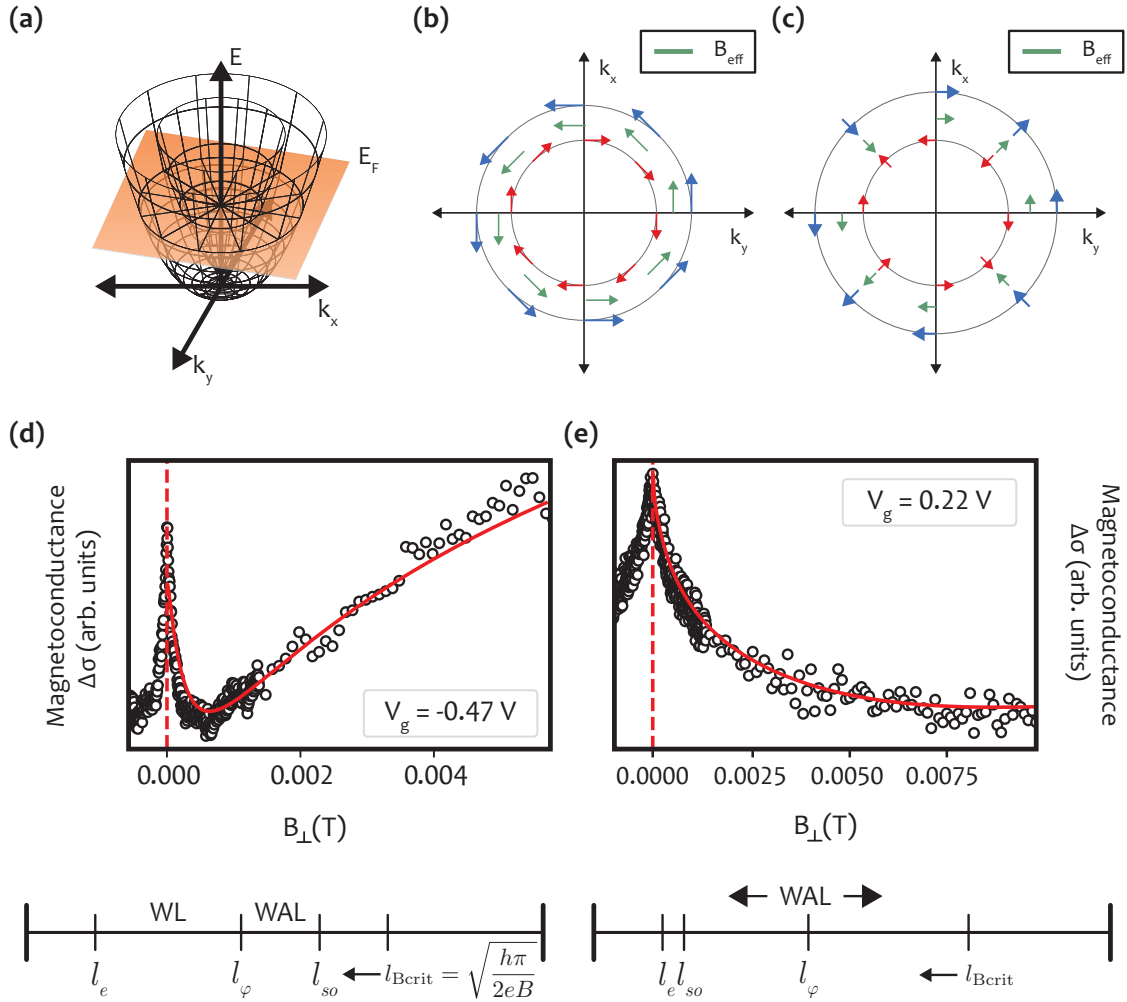 (a)
E
E_F
k_x
k_y
(b)
B_eff
k_x
k_y
(c)
B_eff
k_x
k_y
(d)
Magnetoconductance
Δσ (arb. units)
V_g = -0.47 V
0.000 0.002 0.004
B_⊥(T)
(e)
V_g = 0.22 V
Magnetoconductance
Δσ (arb. units)
0.0000 0.0025 0.0050 0.0075
B_⊥(T)
WL WAL
l_e l_φ l_so l_Bcrit = √(hπ/2eB)
WAL
l_e l_so l_φ l_Bcrit